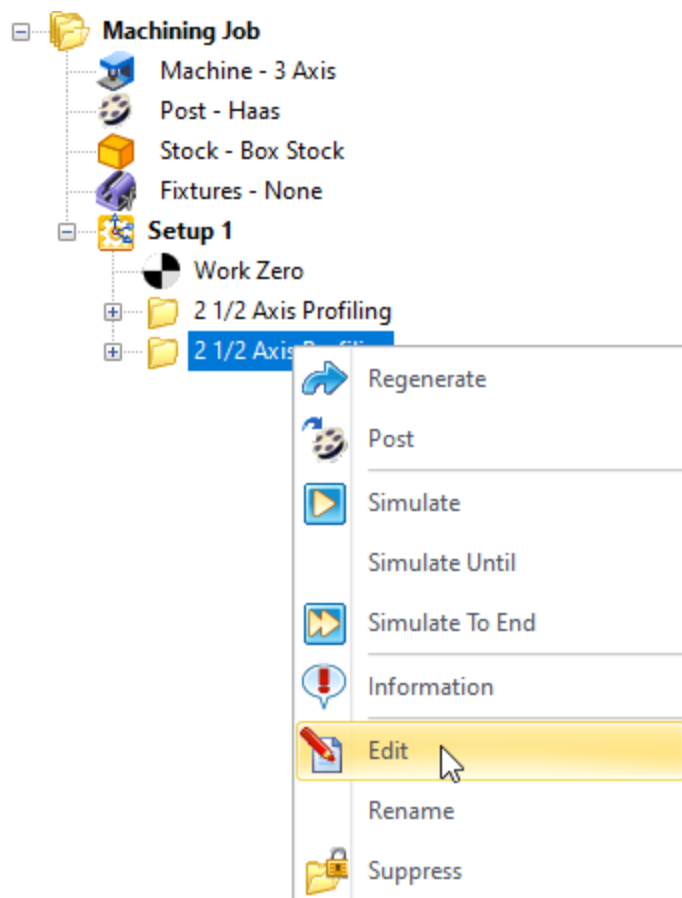 Machining Job
Machine - 3 Axis
Post - Haas
Stock - Box Stock
Fixtures - None
Setup 1
Work Zero
2 1/2 Axis Profiling
2 1/2 Axis
Regenerate
Post
Simulate
Simulate Until
Simulate To End
Information
Edit
Rename
Suppress